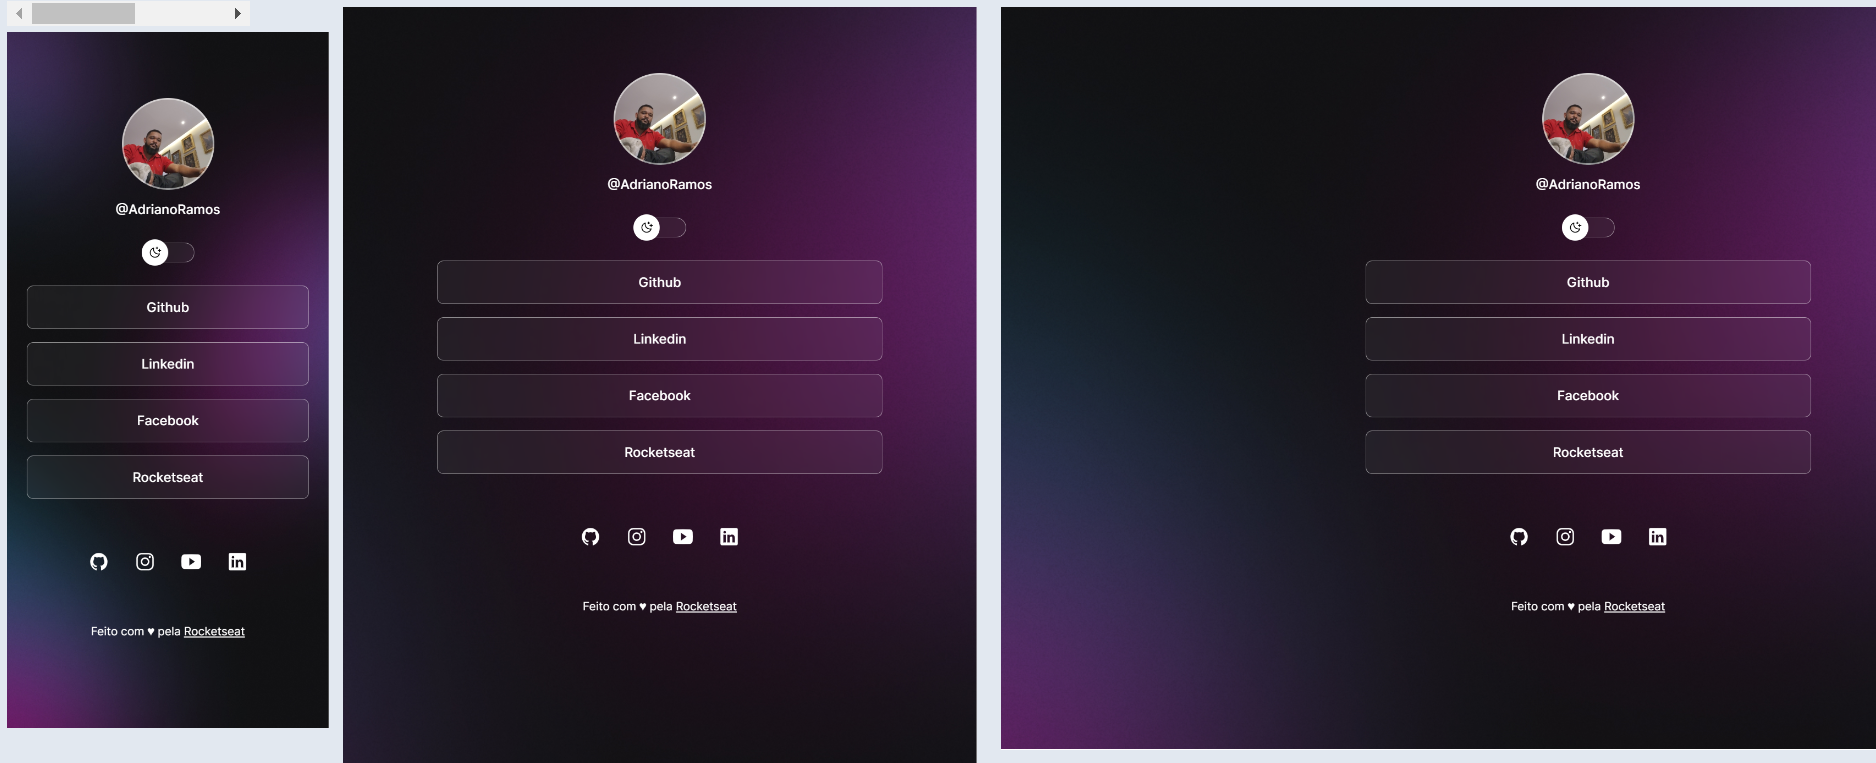 @AdrianoRamos
Github
Linkedin
Facebook
Rocketseat
Feito com ♥ pela Rocketseat
@AdrianoRamos
Github
Linkedin
Facebook
Rocketseat
Feito com ♥ pela Rocketseat
@AdrianoRamos
Github
Linkedin
Facebook
Rocketseat
Feito com ♥ pela Rocketseat